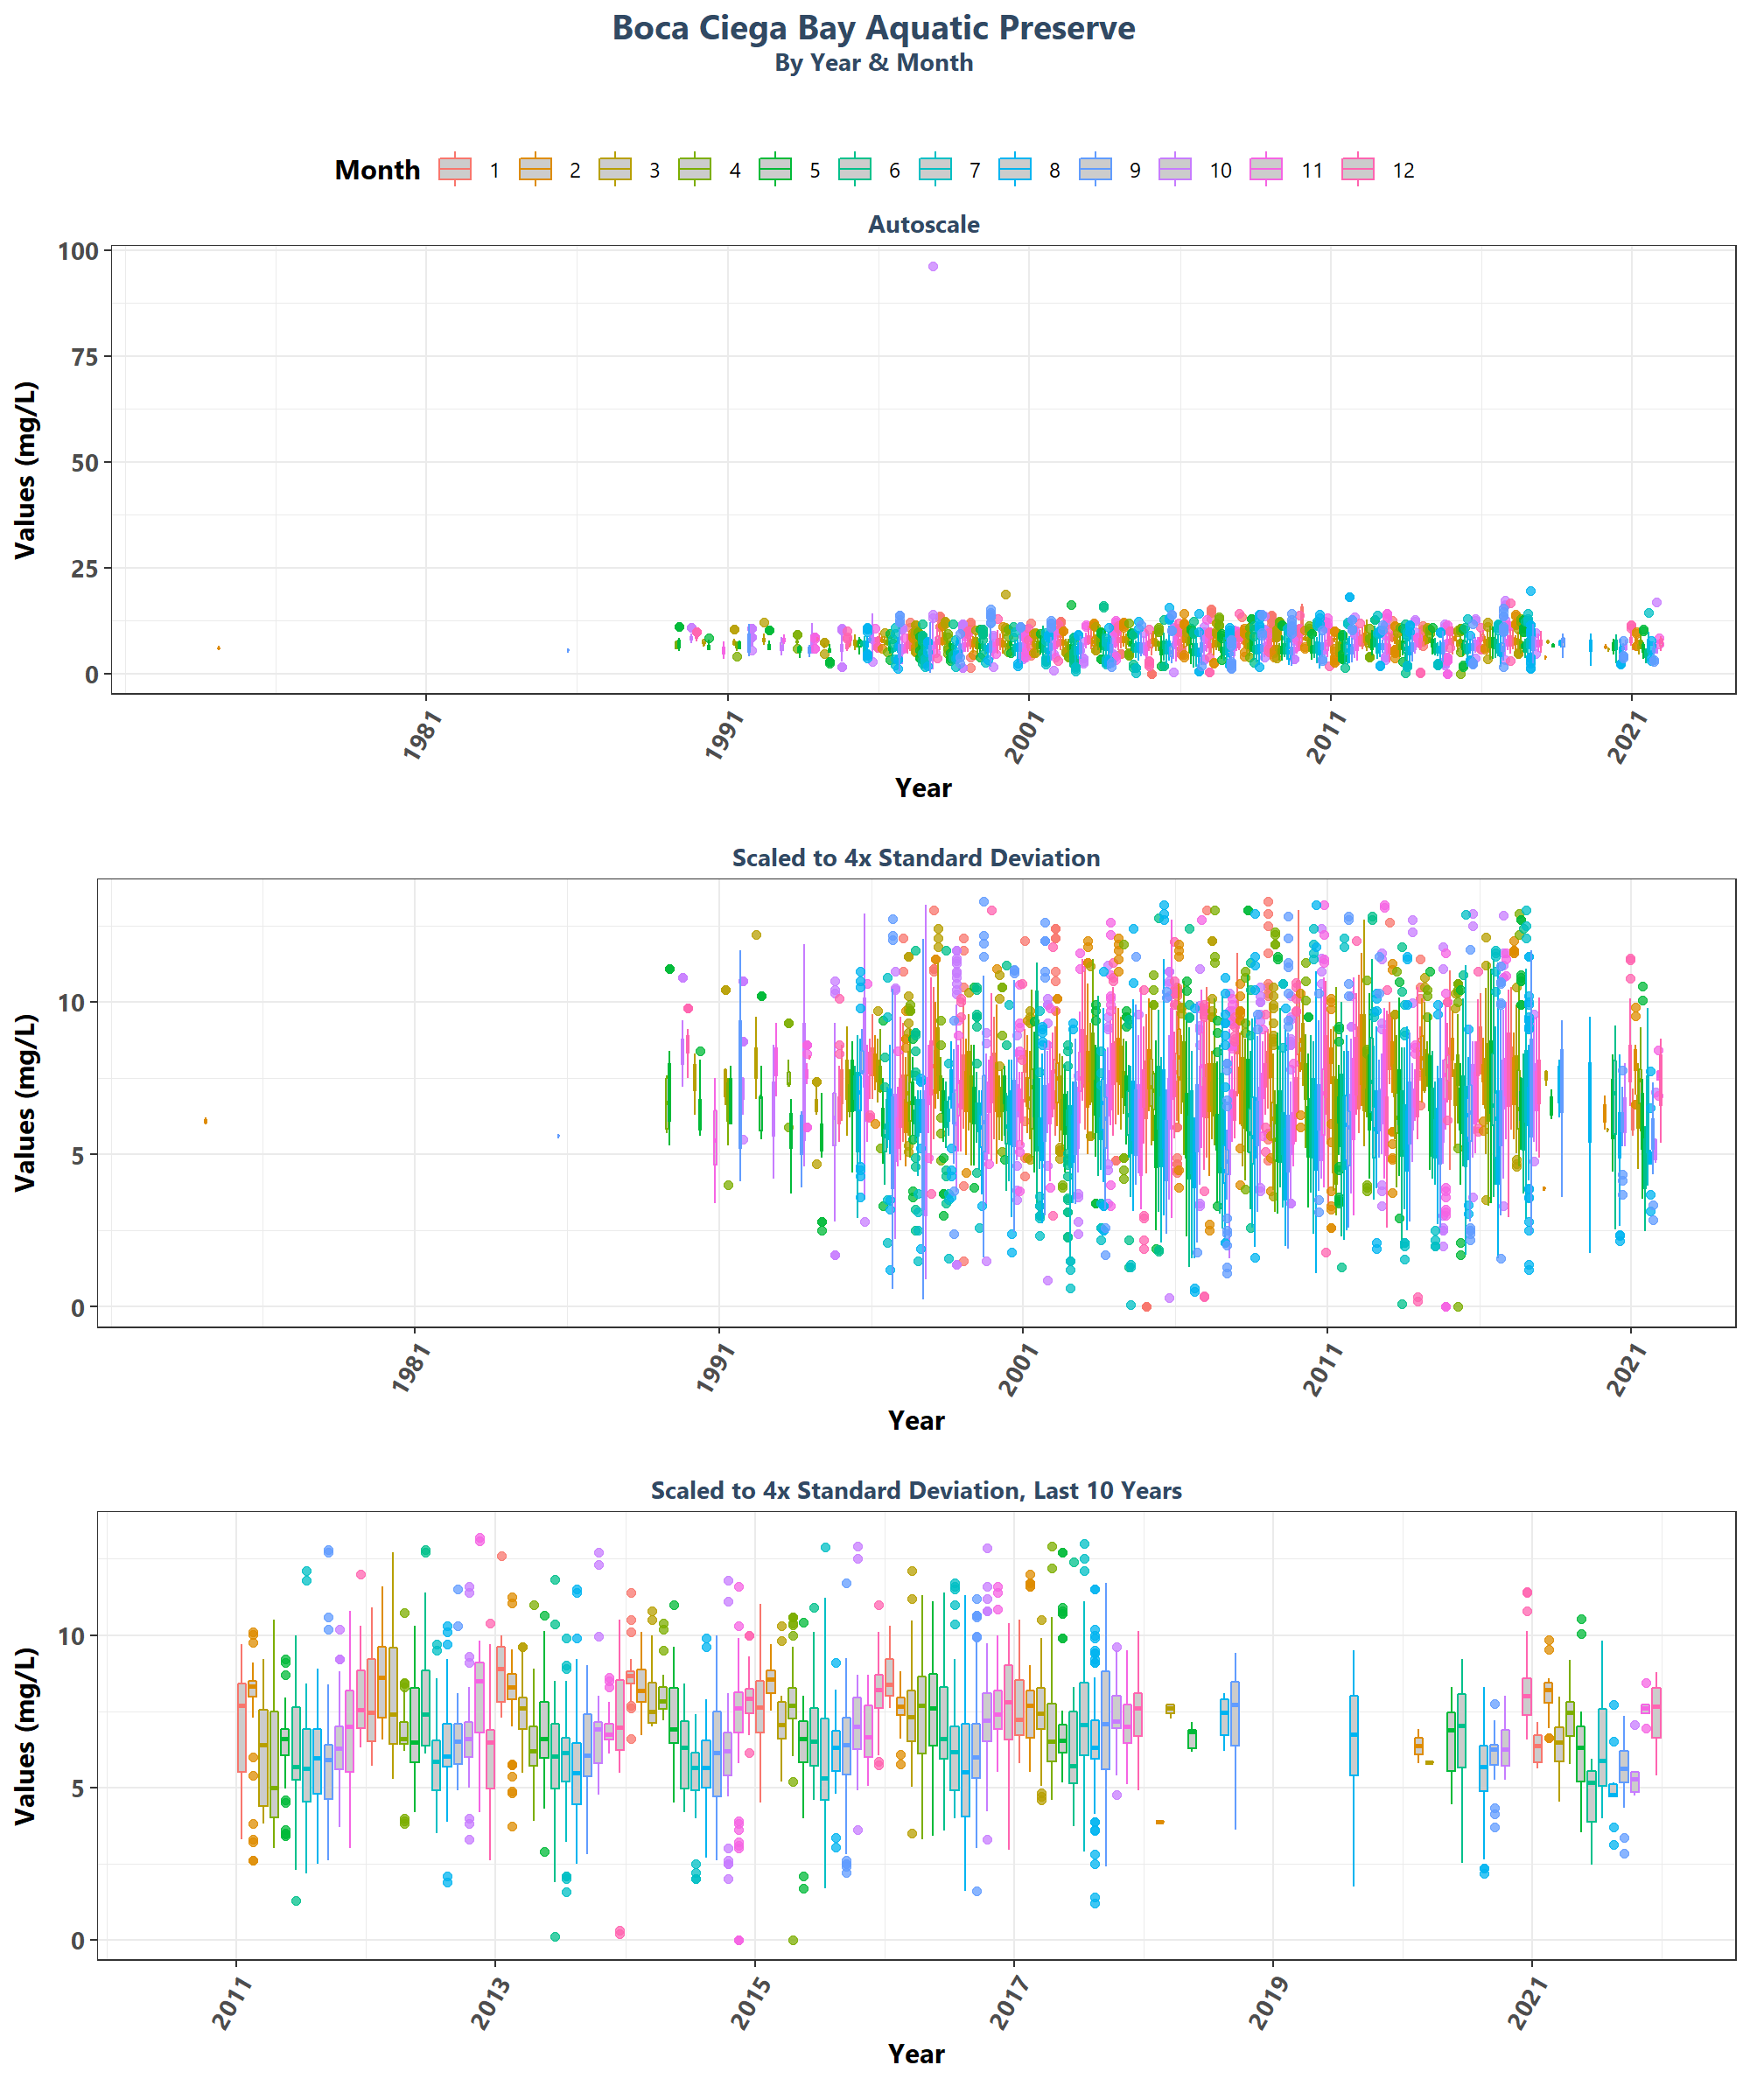 Boca Ciega Bay Aquatic Preserve
By Year & Month
Month 1 2 3 4 5 6 7 8 9 10 11 12
Autoscale
Values (mg/L)
100
75
50
25
0
1981 1991 2001 2011 2021
Year
Scaled to 4x Standard Deviation
Values (mg/L)
10
5
0
1981 1991 2001 2011 2021
Year
Scaled to 4x Standard Deviation, Last 10 Years
Values (mg/L)
10
5
0
2011 2013 2015 2017 2019 2021
Year